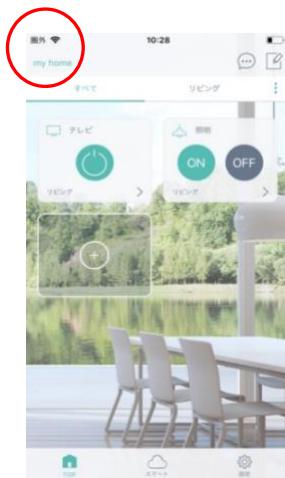 圏外 10:28
my home
すべて リビング
テレビ 照明
ON OFF
リビング リビング
TOP スマート 設定